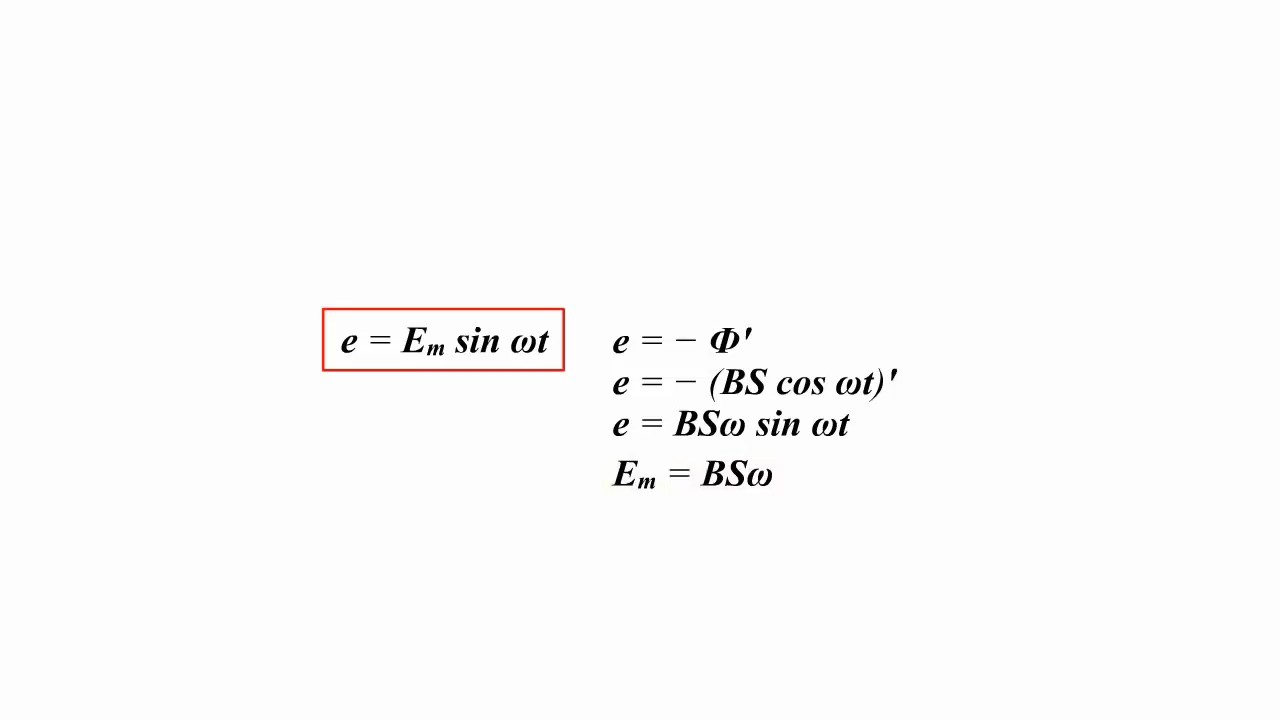 e = Eₘ sin ωt
e = − Φ'
e = − (BS cos ωt)'
e = BSω sin ωt
Eₘ = BSω